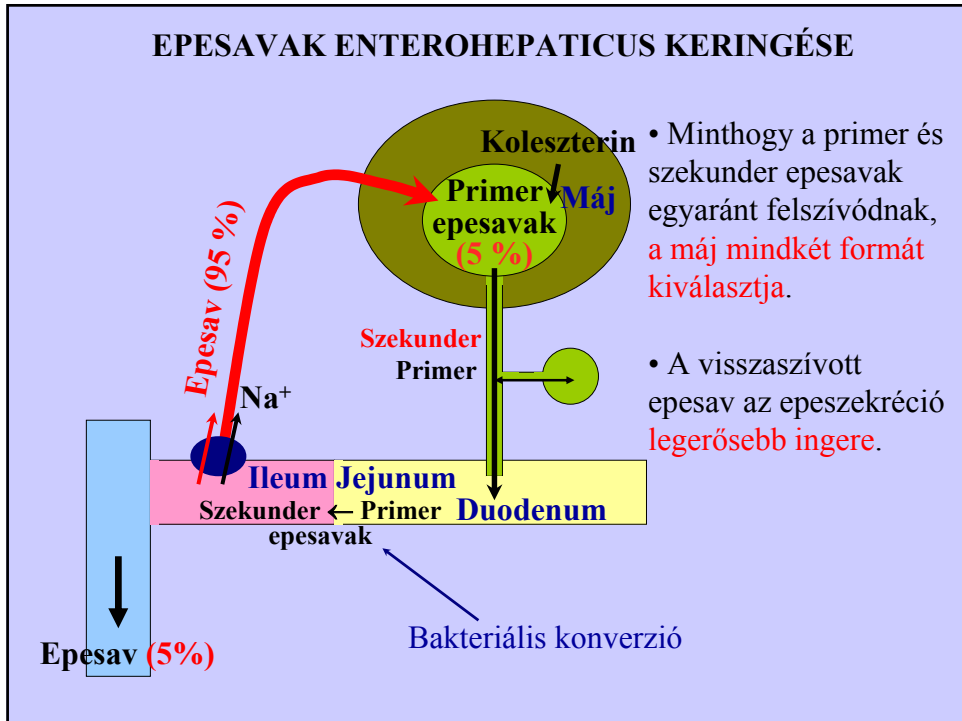 EPESAVAK ENTEROHEPATICUS KERINGÉSE
Koleszterin
Primer
Máj
epesavak
(5 %)
Epesav (95 %)
Na⁺
Szekunder
Primer
Ileum Jejunum
Szekunder ← Primer
epesavak
Duodenum
Bakteriális konverzió
Epesav (5%)
• Minthogy a primer és
szekunder epesavak
egyaránt felszívódnak,
a máj mindkét formát
kiválasztja.
• A visszaszívott
epesav az epeszekréció
legerősebb ingere.